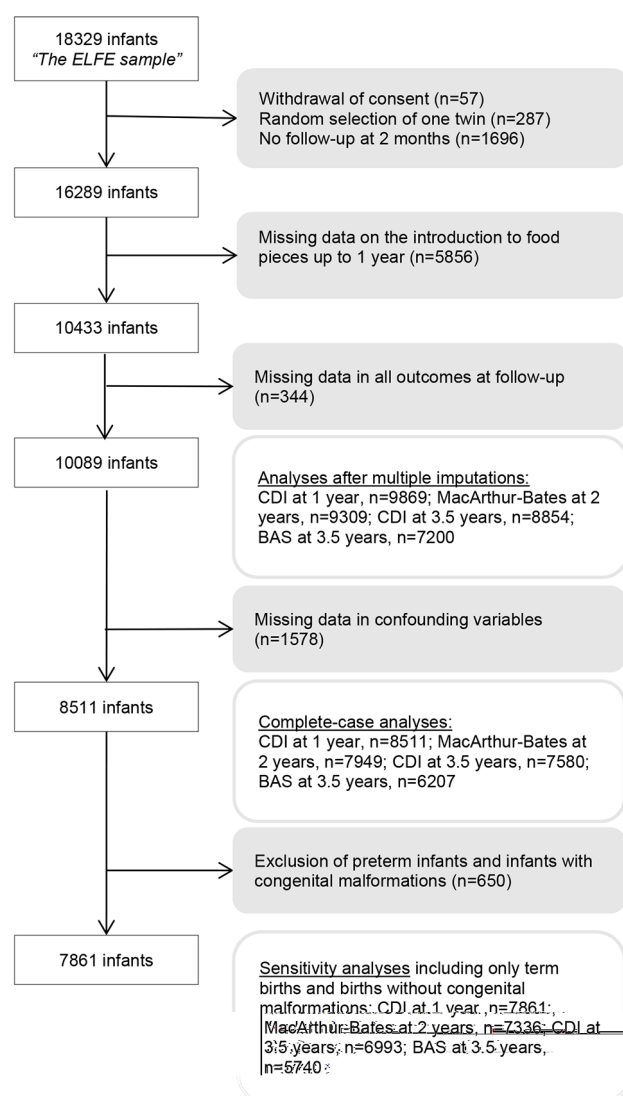 18329 infants
“The ELFE sample”
Withdrawal of consent (n=57)
Random selection of one twin (n=287)
No follow-up at 2 months (n=1696)
16289 infants
Missing data on the introduction to food
pieces up to 1 year (n=5856)
10433 infants
Missing data in all outcomes at follow-up
(n=344)
10089 infants
Analyses after multiple imputations:
CDI at 1 year, n=9869; MacArthur-Bates at 2
years, n=9309; CDI at 3.5 years, n=8854;
BAS at 3.5 years, n=7200
Missing data in confounding variables
(n=1578)
8511 infants
Complete-case analyses:
CDI at 1 year, n=8511; MacArthur-Bates at
2 years, n=7949; CDI at 3.5 years, n=7580;
BAS at 3.5 years, n=6207
Exclusion of preterm infants and infants with
congenital malformations (n=650)
7861 infants
Sensitivity analyses including only term
births and births without congenital
malformations: CDI at 1 year, n=7861;
MacArthur-Bates at 2 years, n=7336; CDI at
3.5 years, n=6993; BAS at 3.5 years,
n=5740